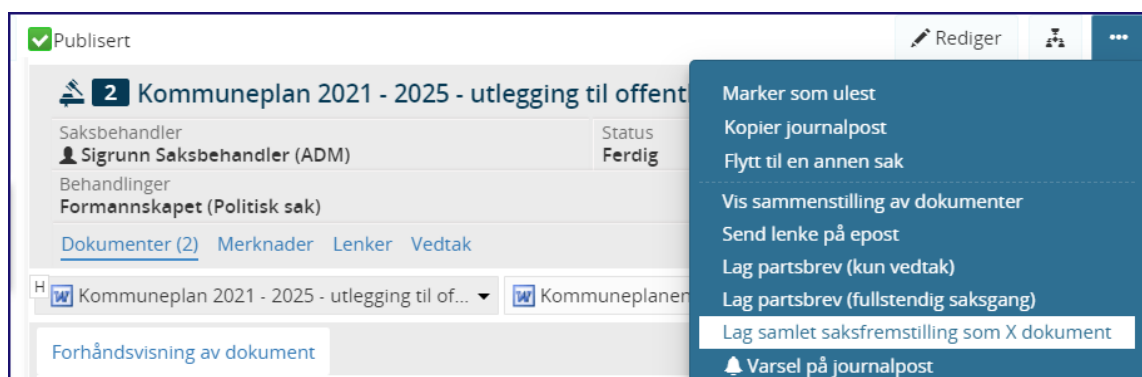 Publisert
Rediger
2 Kommuneplan 2021 - 2025 - utlegging til offentl
Saksbehandler
Sigrunn Saksbehandler (ADM)
Status
Ferdig
Behandlinger
Formannskapet (Politisk sak)
Dokumenter (2) Merknader Lenker Vedtak
H
Kommuneplan 2021 - 2025 - utlegging til of...
Kommuneplanen
Forhåndsvisning av dokument
Marker som ulest
Kopier journalpost
Flytt til en annen sak
Vis sammenstilling av dokumenter
Send lenke på epost
Lag partsbrev (kun vedtak)
Lag partsbrev (fullstendig saksgang)
Lag samlet saksfremstilling som X dokument
Varsel på journalpost